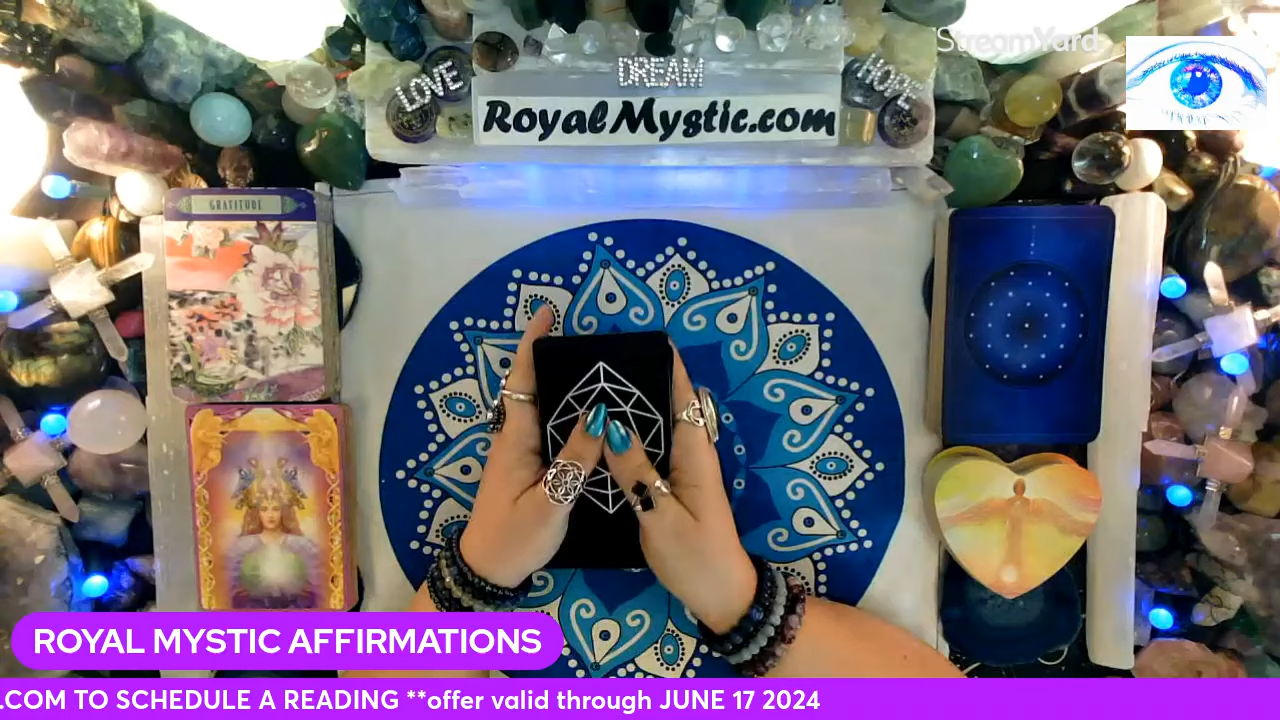 StreamYard
LOVE
DREAM
HOPE
RoyalMystic.com
GRATITUDE
ROYAL MYSTIC AFFIRMATIONS
.COM TO SCHEDULE A READING **offer valid through JUNE 17 2024